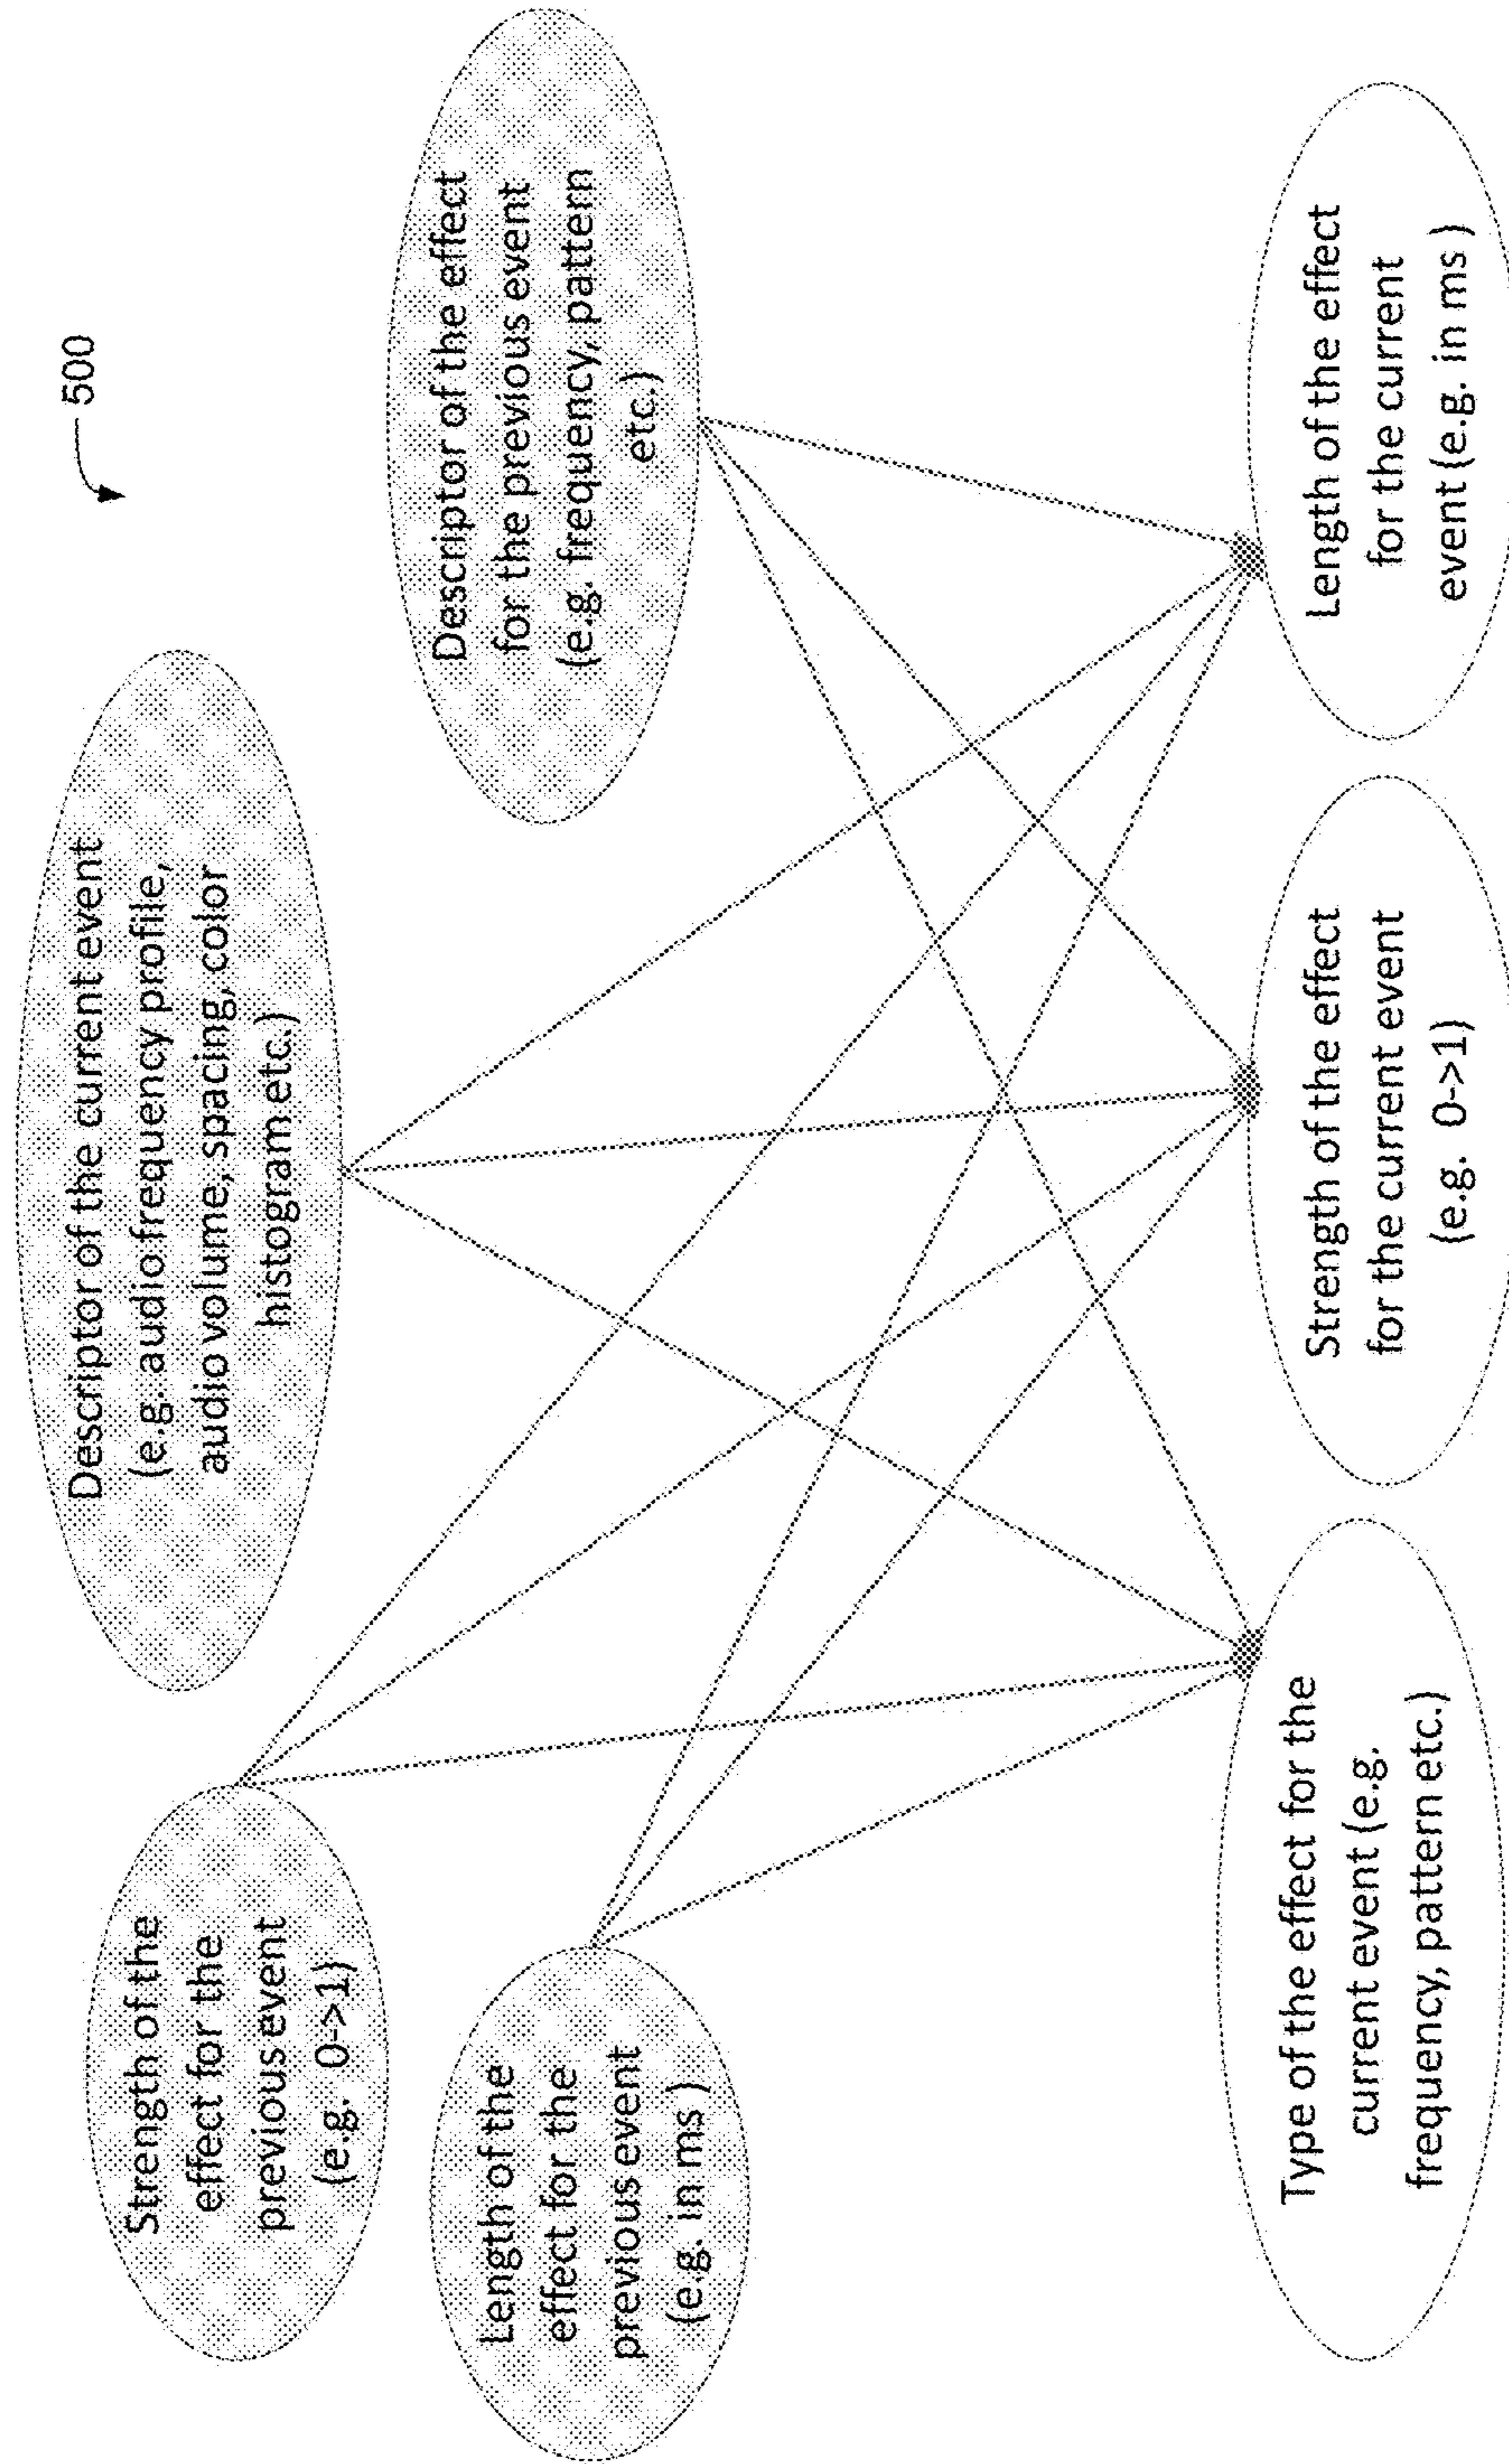 500
Strength of the
effect for the
previous event
(e.g. 0->1)
Descriptor of the current event
(e.g. audio frequency profile,
audio volume, spacing, color
histogram etc.)
Length of the
effect for the
previous event
(e.g. in ms )
Descriptor of the effect
for the previous event
(e.g. frequency, pattern
etc.)
Type of the effect for the
current event (e.g.
frequency, pattern etc.)
Strength of the effect
for the current event
(e.g. 0->1)
Length of the effect
for the current
event (e.g. in ms )